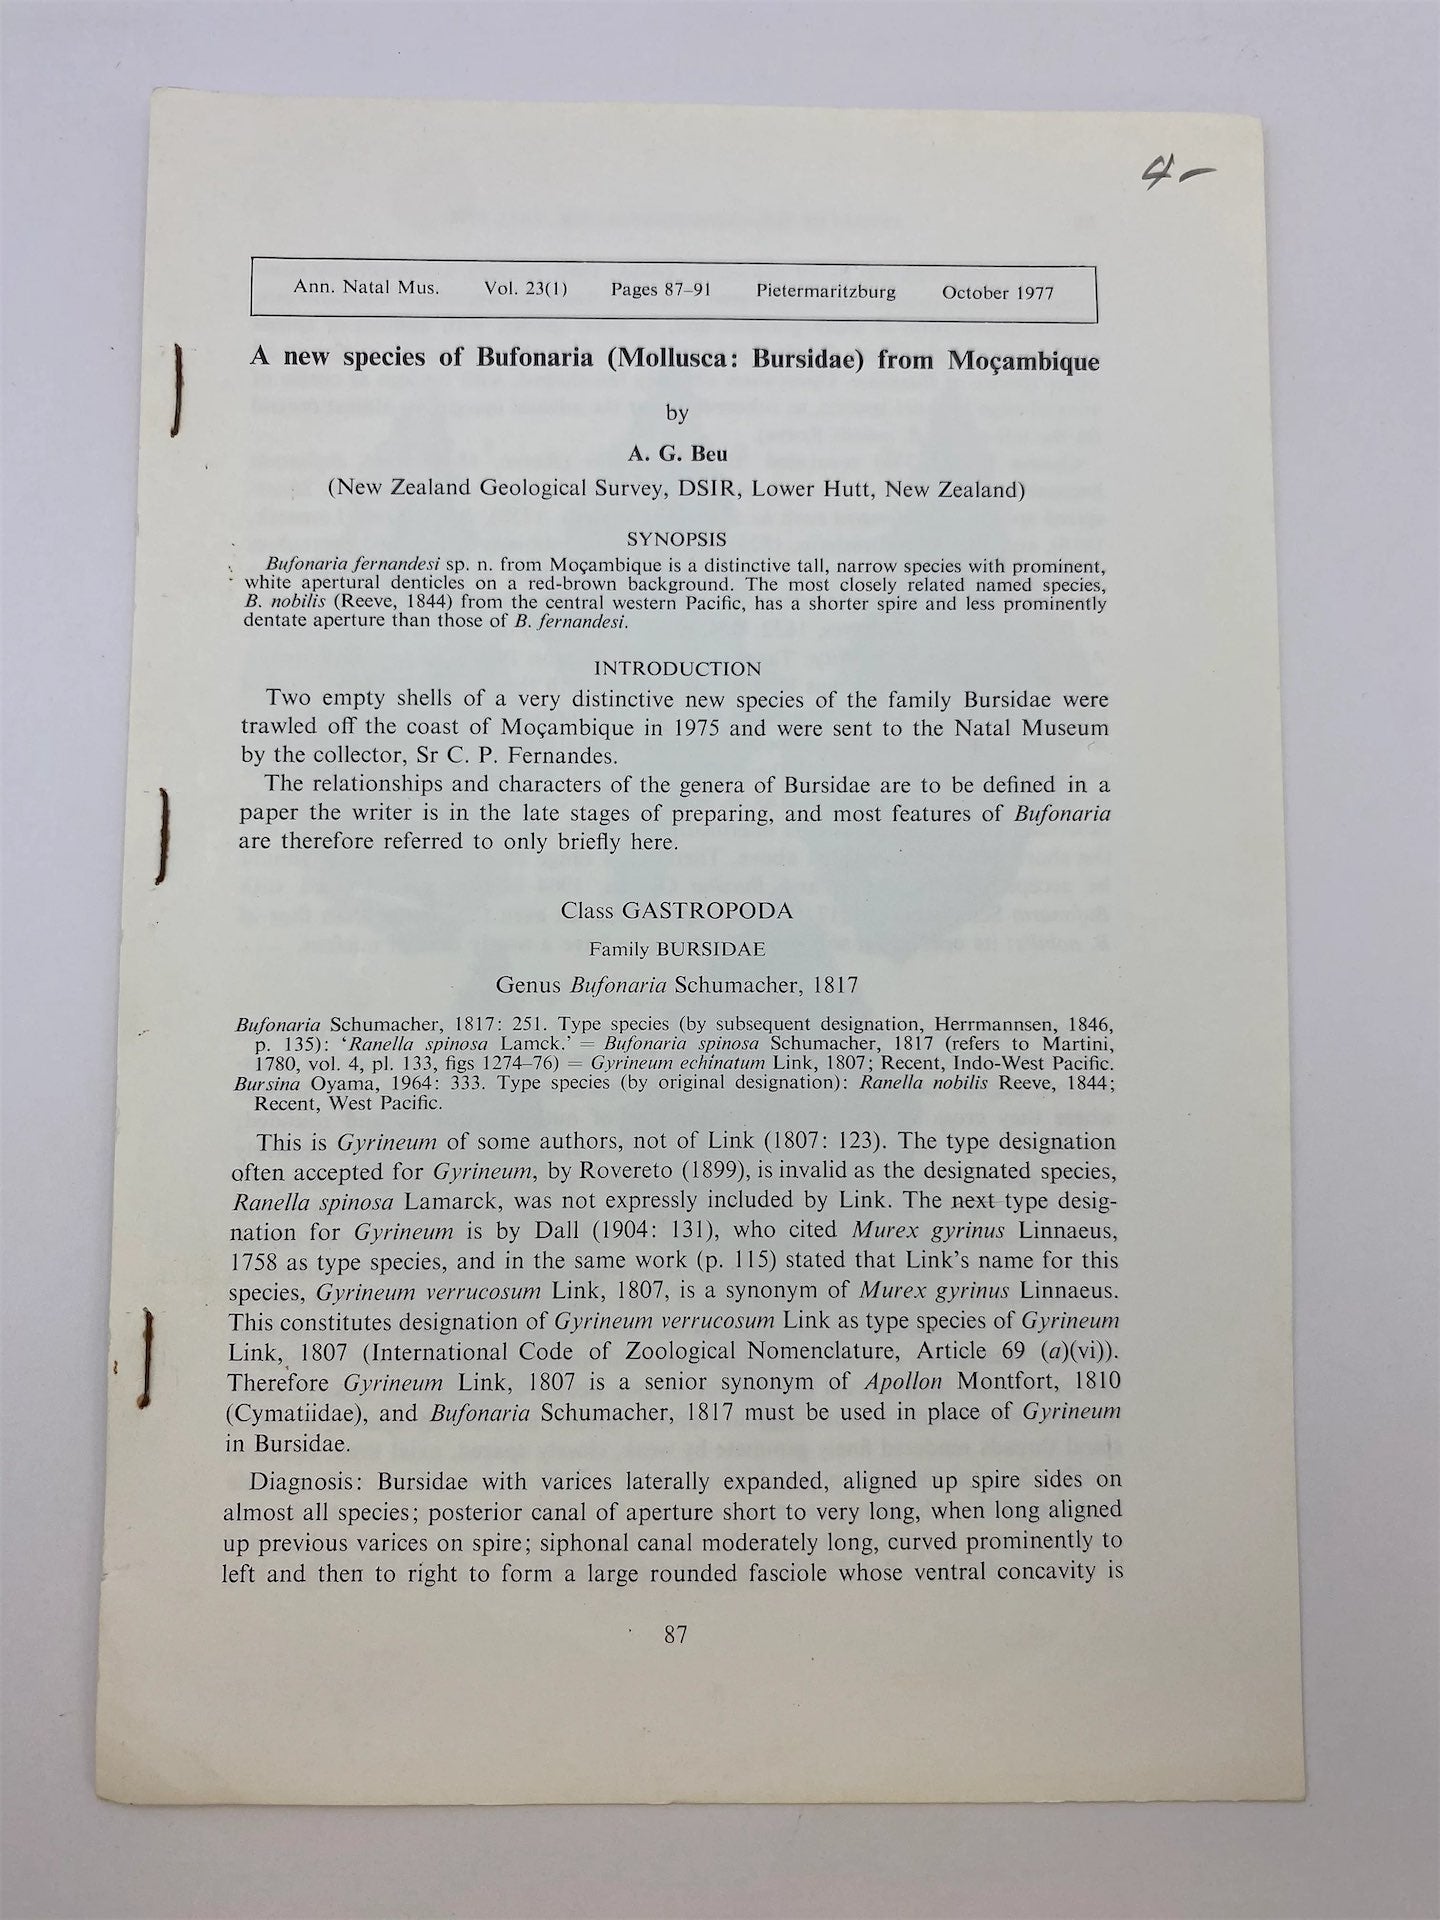 4-
Ann. Natal Mus. Vol. 23(1) Pages 87–91 Pietermaritzburg October 1977
A new species of Bufonaria (Mollusca: Bursidae) from Moçambique
by
A. G. Beu
(New Zealand Geological Survey, DSIR, Lower Hutt, New Zealand)
SYNOPSIS
Bufonaria fernandesi sp. n. from Moçambique is a distinctive tall, narrow species with prominent,
white apertural denticles on a red-brown background. The most closely related named species,
B. nobilis (Reeve, 1844) from the central western Pacific, has a shorter spire and less prominently
dentate aperture than those of B. fernandesi.
INTRODUCTION
Two empty shells of a very distinctive new species of the family Bursidae were
trawled off the coast of Moçambique in 1975 and were sent to the Natal Museum
by the collector, Sr C. P. Fernandes.
The relationships and characters of the genera of Bursidae are to be defined in a
paper the writer is in the late stages of preparing, and most features of Bufonaria
are therefore referred to only briefly here.
Class GASTROPODA
Family BURSIDAE
Genus Bufonaria Schumacher, 1817
Bufonaria Schumacher, 1817: 251. Type species (by subsequent designation, Herrmannsen, 1846,
p. 135): ‘Ranella spinosa Lamck.’ = Bufonaria spinosa Schumacher, 1817 (refers to Martini,
1780, vol. 4, pl. 133, figs 1274–76) = Gyrineum echinatum Link, 1807; Recent, Indo-West Pacific.
Bursina Oyama, 1964: 333. Type species (by original designation): Ranella nobilis Reeve, 1844;
Recent, West Pacific.
This is Gyrineum of some authors, not of Link (1807: 123). The type designation
often accepted for Gyrineum, by Rovereto (1899), is invalid as the designated species,
Ranella spinosa Lamarck, was not expressly included by Link. The next type desig-
nation for Gyrineum is by Dall (1904: 131), who cited Murex gyrinus Linnaeus,
1758 as type species, and in the same work (p. 115) stated that Link’s name for this
species, Gyrineum verrucosum Link, 1807, is a synonym of Murex gyrinus Linnaeus.
This constitutes designation of Gyrineum verrucosum Link as type species of Gyrineum
Link, 1807 (International Code of Zoological Nomenclature, Article 69 (a)(vi)).
Therefore Gyrineum Link, 1807 is a senior synonym of Apollon Montfort, 1810
(Cymatiidae), and Bufonaria Schumacher, 1817 must be used in place of Gyrineum
in Bursidae.
Diagnosis: Bursidae with varices laterally expanded, aligned up spire sides on
almost all species; posterior canal of aperture short to very long, when long aligned
up previous varices on spire; siphonal canal moderately long, curved prominently to
left and then to right to form a large rounded fasciole whose ventral concavity is
87